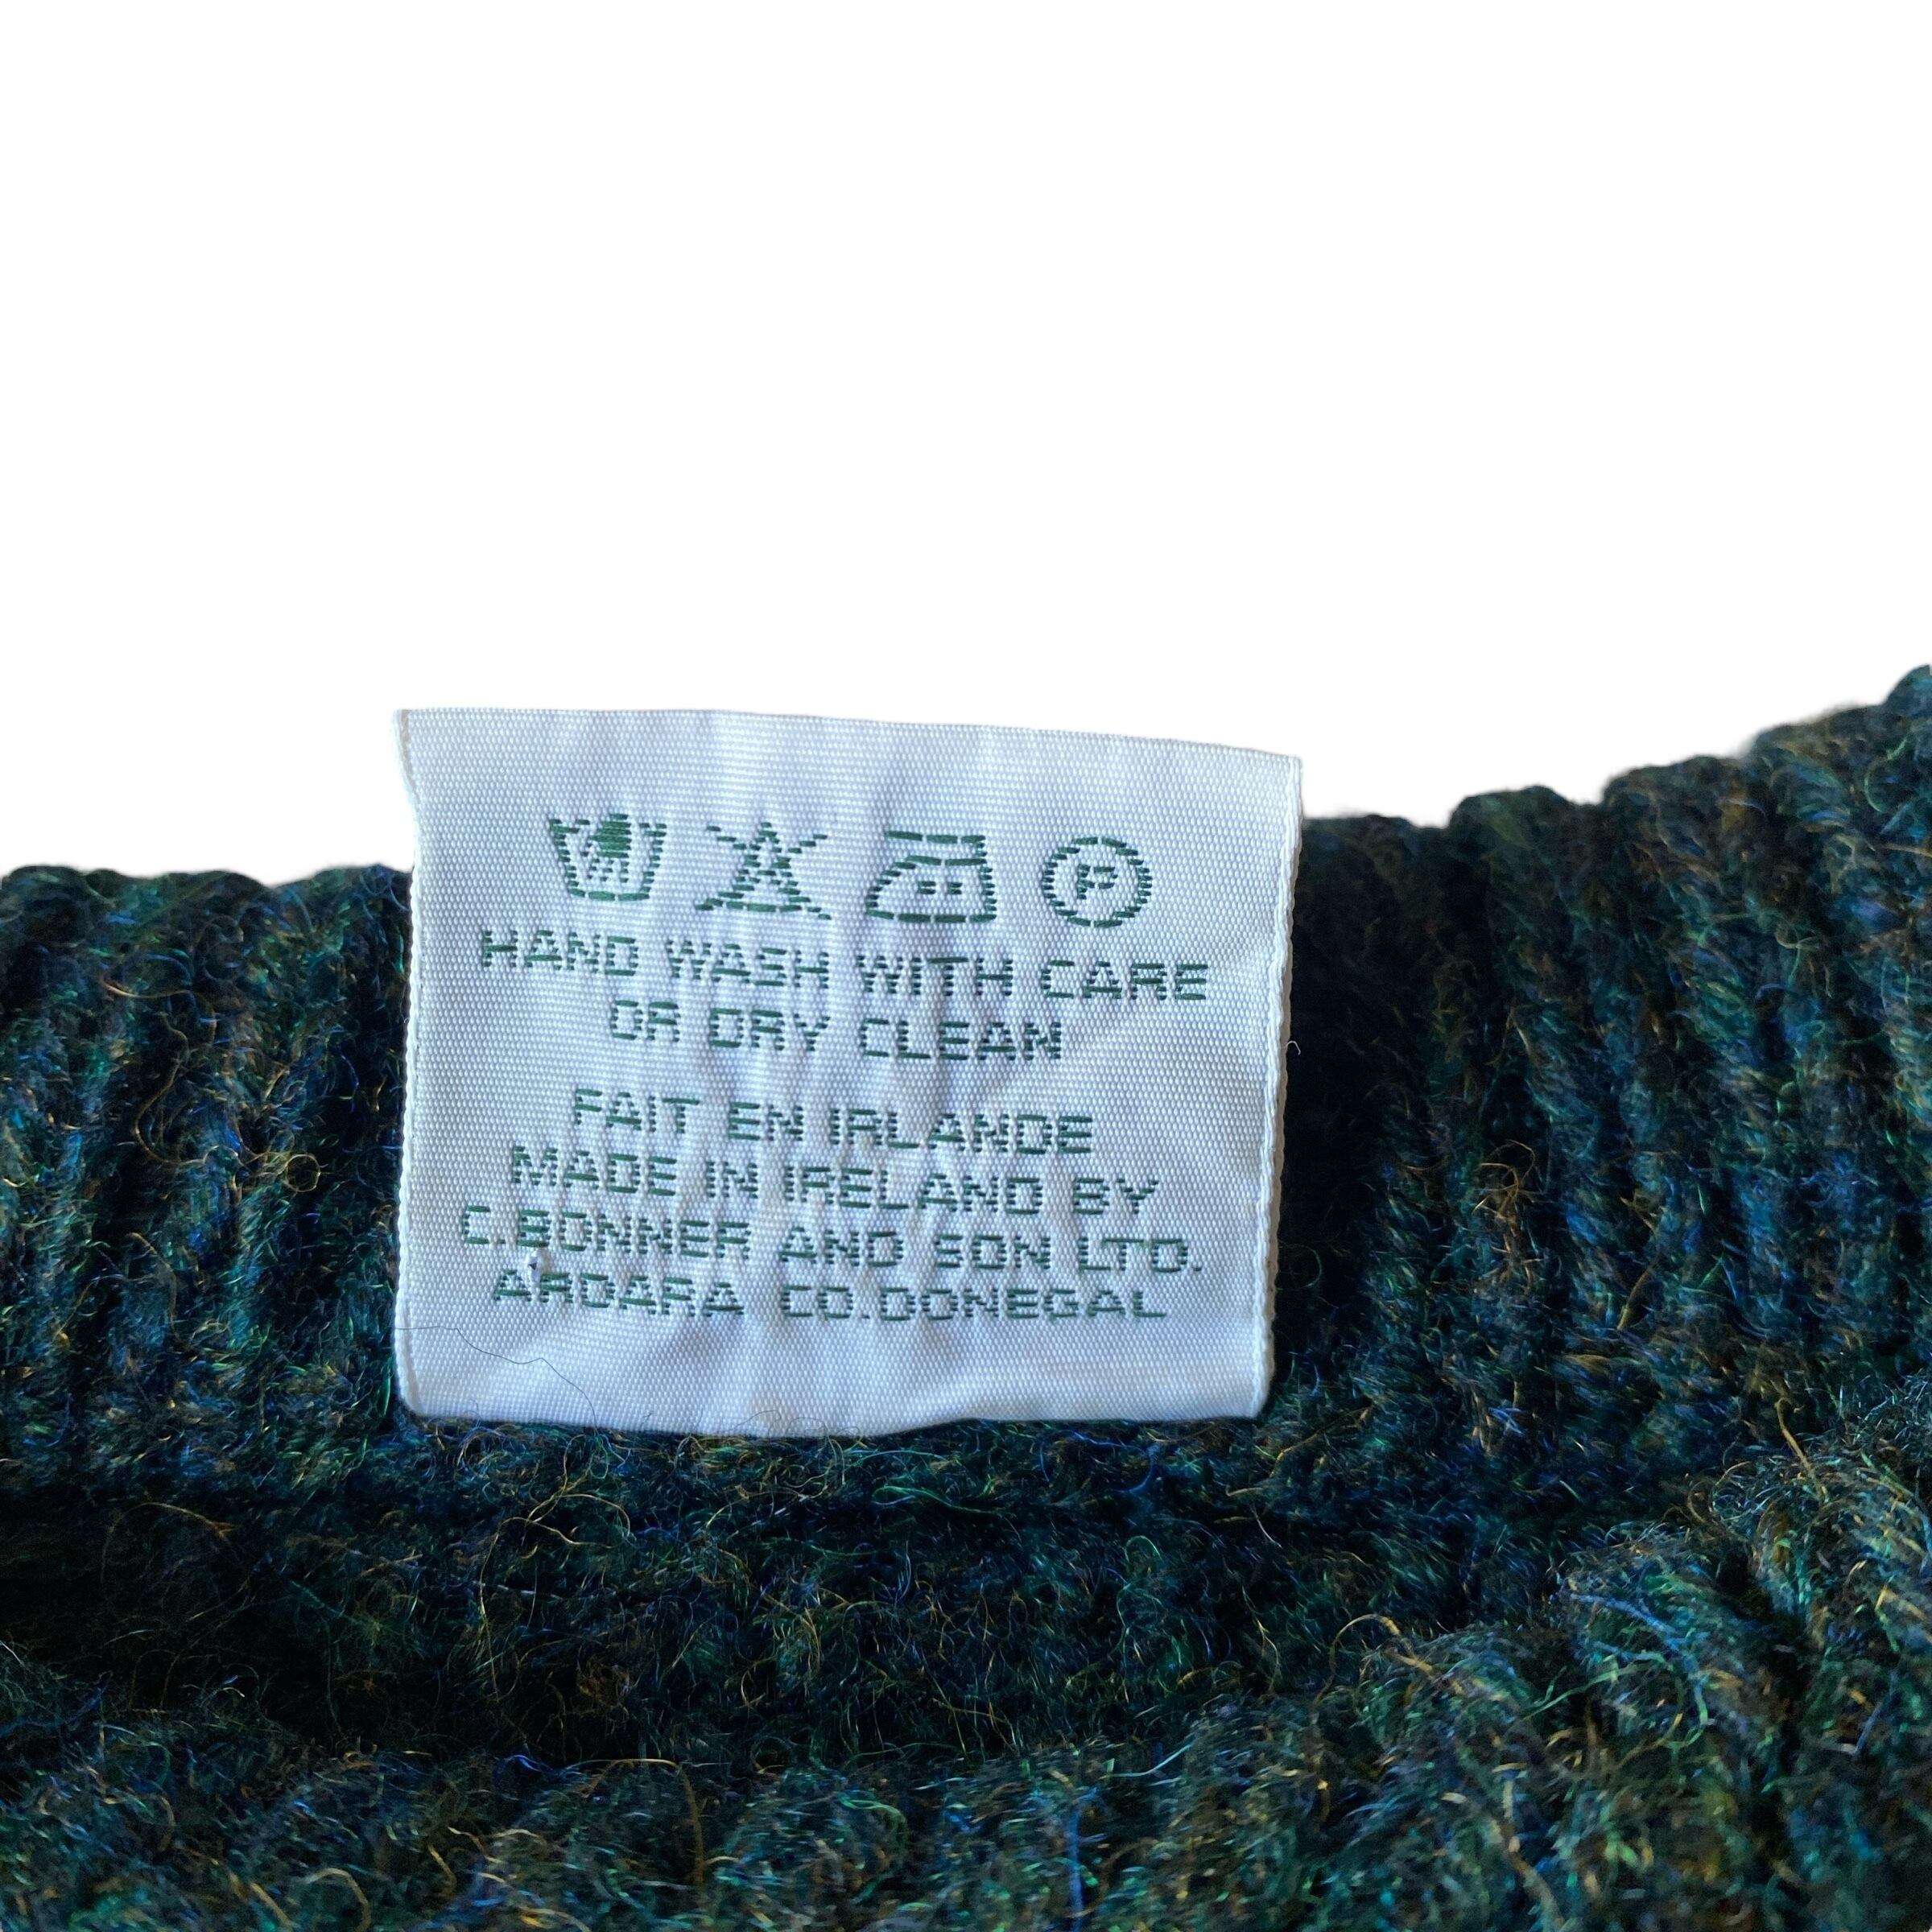 P
HAND WASH WITH CARE
OR DRY CLEAN
FAIT EN IRLANDE
MADE IN IRELAND BY
C.BONNER AND SON LTD.
ARDARA CO.DONEGAL